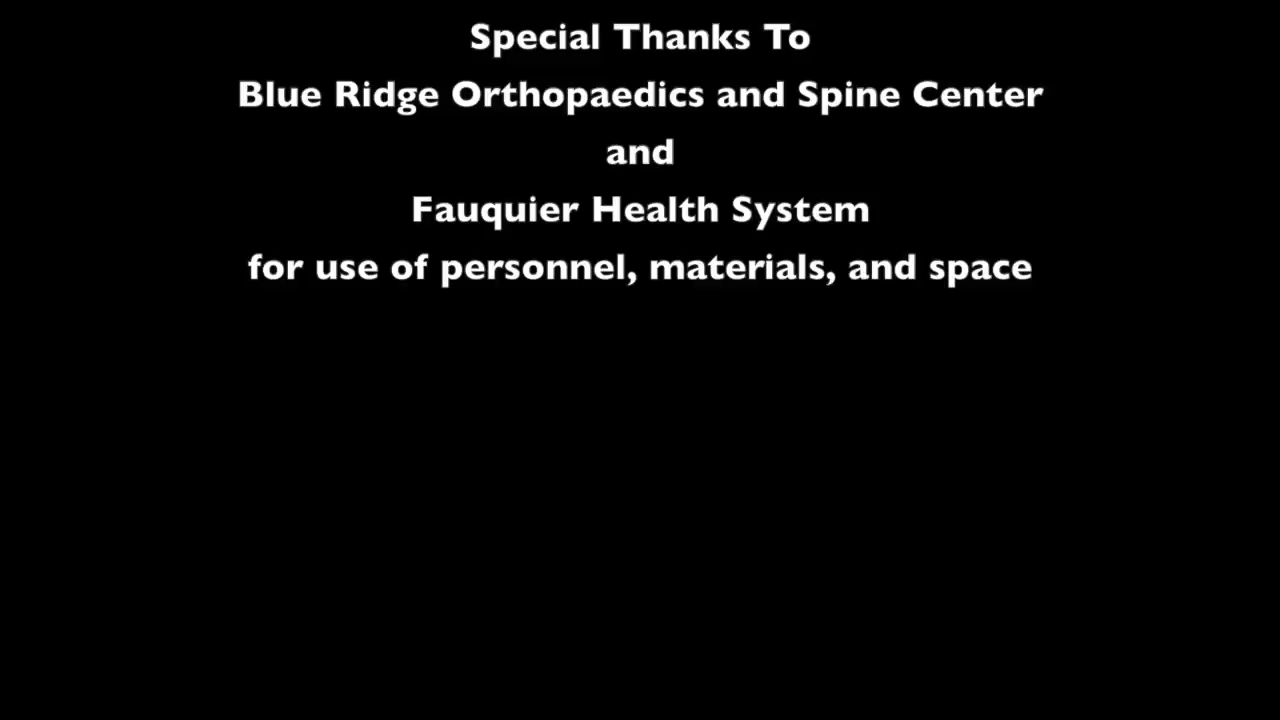 Special Thanks To
Blue Ridge Orthopaedics and Spine Center
and
Fauquier Health System
for use of personnel, materials, and space